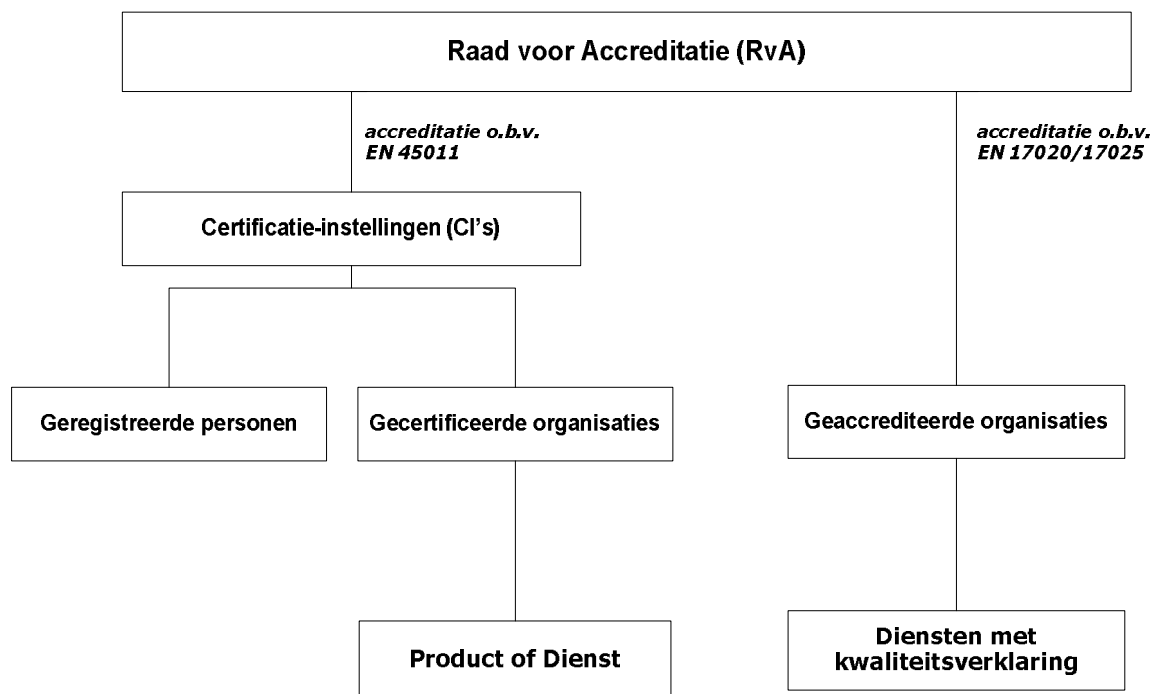 Raad voor Accreditatie (RvA)
accreditatie o.b.v.
EN 45011
accreditatie o.b.v.
EN 17020/17025
Certificatie-instellingen (CI's)
Geregistreerde personen
Gecertificeerde organisaties
Geaccrediteerde organisaties
Product of Dienst
Diensten met
kwaliteitsverklaring